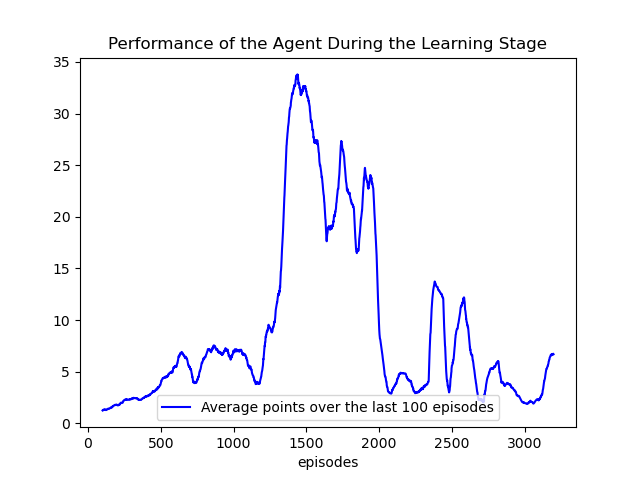 Performance of the Agent During the Learning Stage
35
30
25
20
15
10
5
0
Average points over the last 100 episodes
0 500 1000 1500 2000 2500 3000
episodes